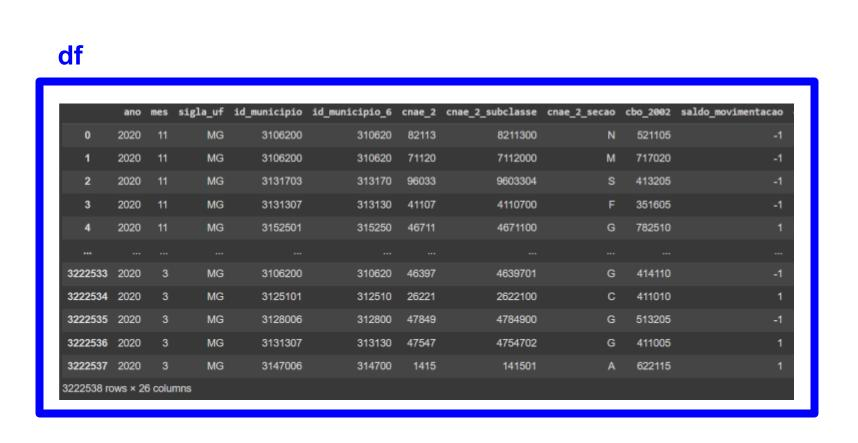 df
ano mes sigla_uf id_municipio id_municipio_6 cnae_2 cnae_2_subclasse cnae_2_secao cbo_2002 saldo_movimentacao
0 2020 11 MG 3106200 310620 82113 8211300 N 521105 -1
1 2020 11 MG 3106200 310620 71120 7112000 M 717020 -1
2 2020 11 MG 3131703 313170 96033 9603304 S 413205 -1
3 2020 11 MG 3131307 313130 41107 4110700 F 351605 -1
4 2020 11 MG 3152501 315250 46711 4671100 G 782510 1
... ... ... ... ... ... ... ... ... ... ...
3222533 2020 3 MG 3106200 310620 46397 4639701 G 414110 -1
3222534 2020 3 MG 3125101 312510 26221 2622100 C 411010 1
3222535 2020 3 MG 3128006 312800 47849 4784900 G 513205 -1
3222536 2020 3 MG 3131307 313130 47547 4754702 G 411005 1
3222537 2020 3 MG 3147006 314700 1415 141501 A 622115 1
3222538 rows × 26 columns